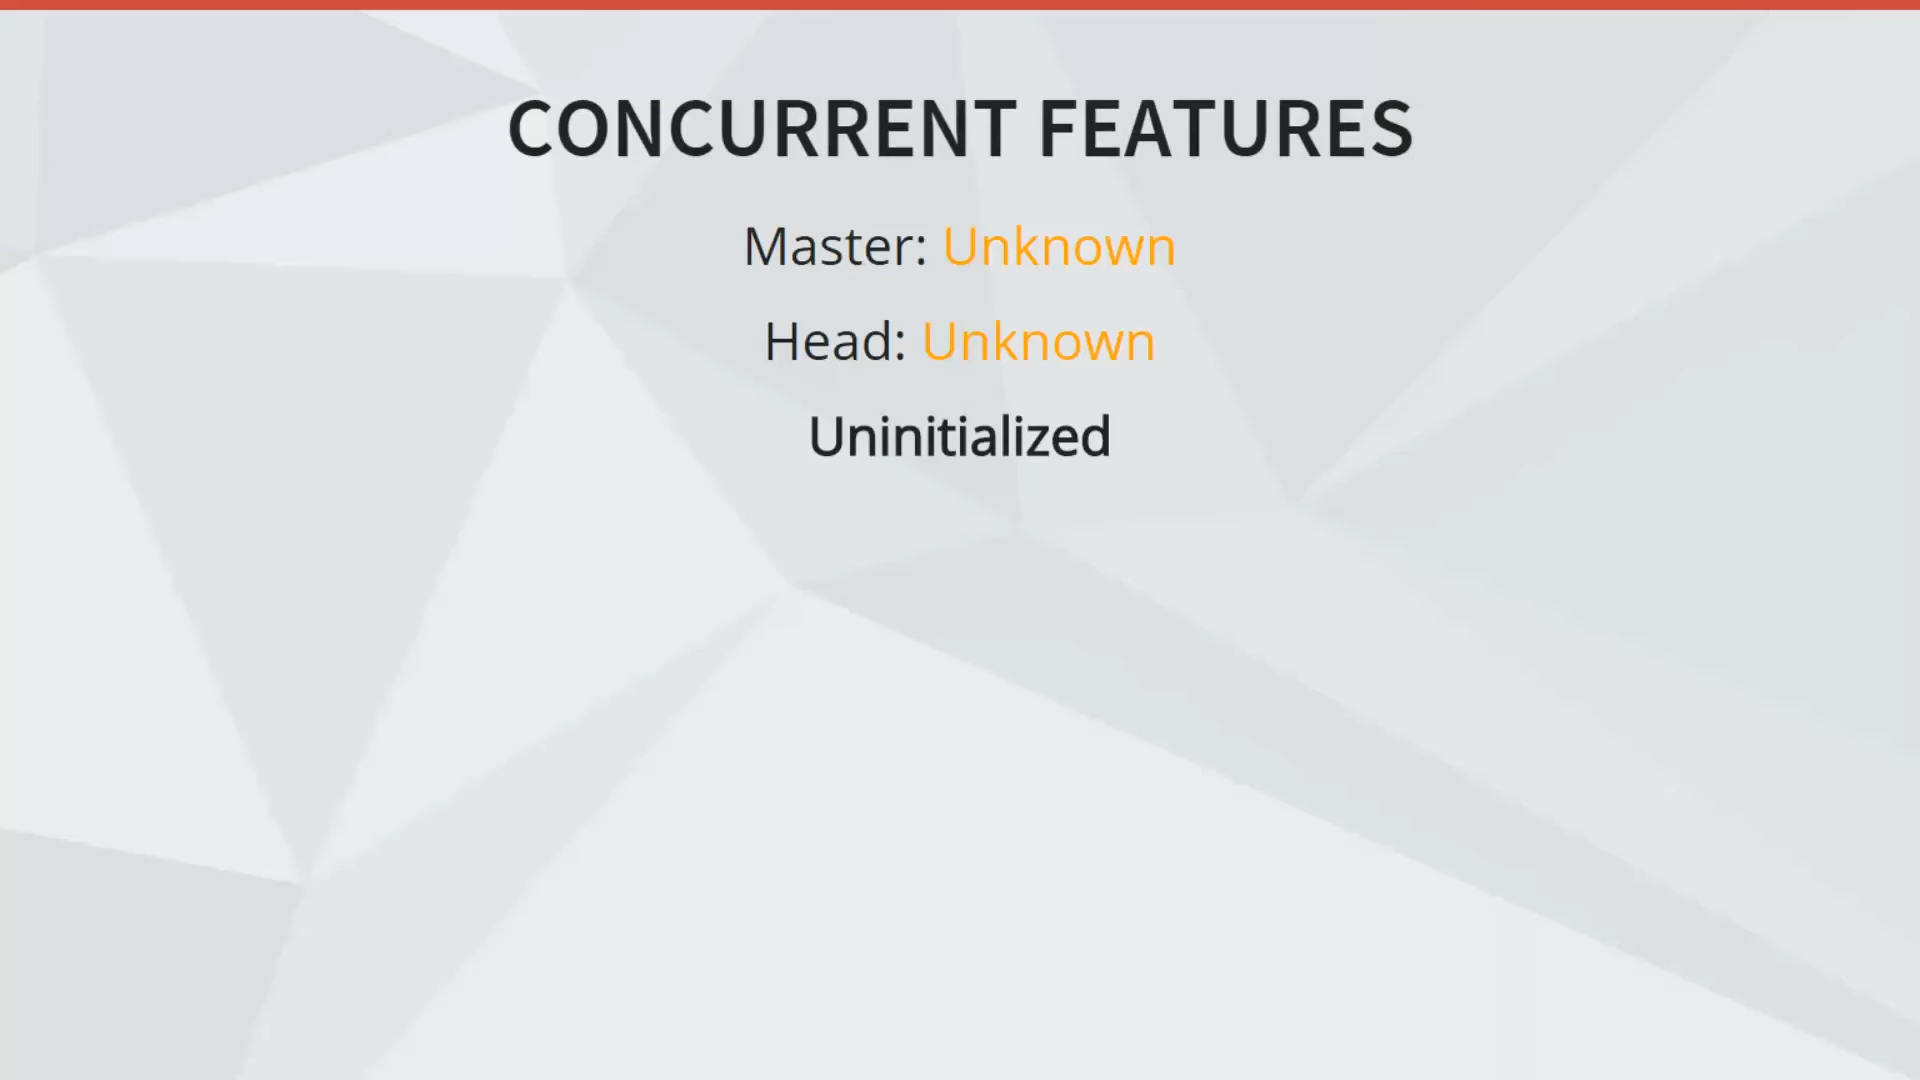 CONCURRENT FEATURES
Master: Unknown
Head: Unknown
Uninitialized